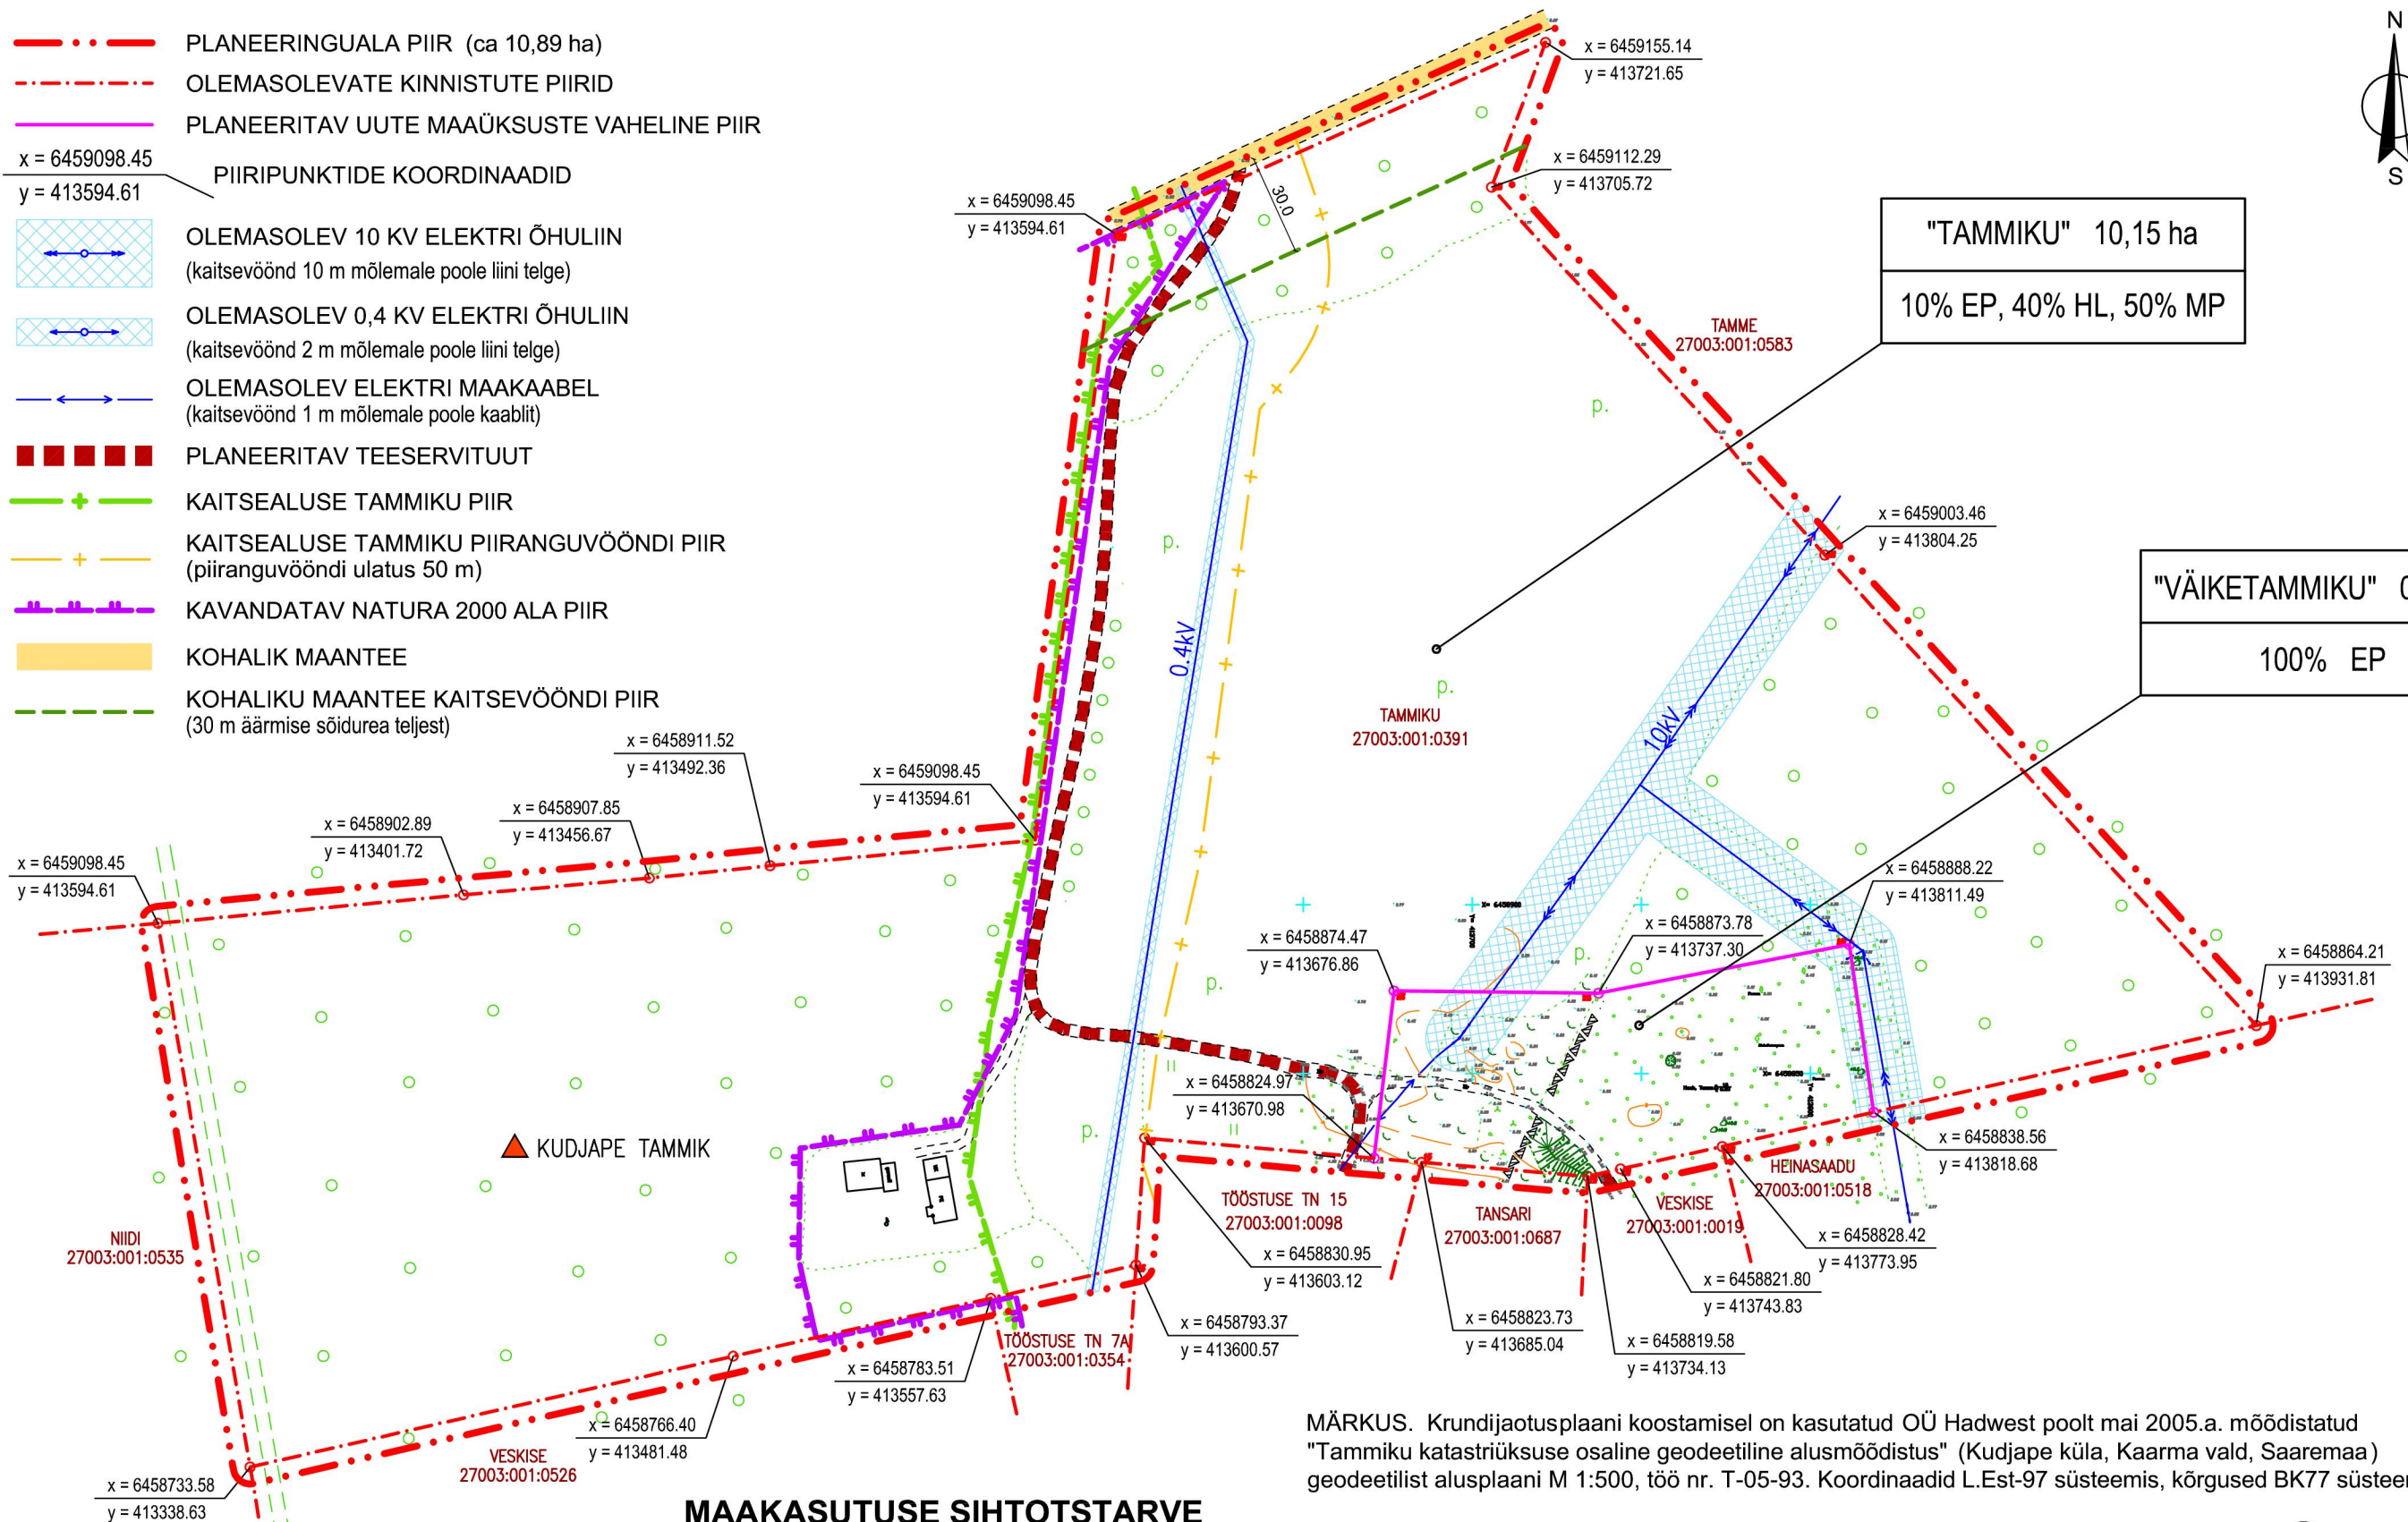 PLANEERINGUALA PIIR (ca 10,89 ha)
OLEMASOLEVATE KINNISTUTE PIIRID
PLANEERITAV UUTE MAAÜKSUSTE VAHELINE PIIR
x = 6459098.45
y = 413594.61
PIIRIPUNKTIDE KOORDINAADID
OLEMASOLEV 10 KV ELEKTRI ÕHULIIN
(kaitsevöönd 10 m mõlemale poole liini telge)
OLEMASOLEV 0,4 KV ELEKTRI ÕHULIIN
(kaitsevöönd 2 m mõlemale poole liini telge)
OLEMASOLEV ELEKTRI MAAKAABEL
(kaitsevöönd 1 m mõlemale poole kaablit)
PLANEERITAV TEESERVITUUT
KAITSEALUSE TAMMIKU PIIR
KAITSEALUSE TAMMIKU PIIRANGUVÖÖNDI PIIR
(piiranguvööndi ulatus 50 m)
KAVANDATAV NATURA 2000 ALA PIIR
KOHALIK MAANTEE
KOHALIKU MAANTEE KAITSEVÖÖNDI PIIR
(30 m äärmise sõidurea teljest)
N
S
x = 6459155.14
y = 413721.65
x = 6459112.29
y = 413705.72
x = 6459098.45
y = 413594.61
30.0
"TAMMIKU" 10,15 ha
10% EP, 40% HL, 50% MP
TAMME
27003:001:0583
p.
x = 6459003.46
y = 413804.25
p.
"VÄIKETAMMIKU" 0
100% EP
0.4kV
p.
TAMMIKU
27003:001:0391
10kV
x = 6458911.52
y = 413492.36
x = 6459098.45
y = 413594.61
x = 6458907.85
y = 413456.67
x = 6458902.89
y = 413401.72
x = 6459098.45
y = 413594.61
x = 6458888.22
y = 413811.49
X= 6458900
x = 6458873.78
y = 413737.30
x = 6458874.47
y = 413676.86
p.
x = 6458864.21
y = 413931.81
p.
X= 6458850
x = 6458824.97
y = 413670.98
p.
KUDJAPE TAMMIK
x = 6458838.56
y = 413818.68
HEINASAADU
27003:001:0518
TÖÖSTUSE TN 15
27003:001:0098
TANSARI
27003:001:0687
VESKISE
27003:001:0019
NIIDI
27003:001:0535
x = 6458828.42
y = 413773.95
x = 6458830.95
y = 413603.12
x = 6458821.80
y = 413743.83
x = 6458823.73
y = 413685.04
x = 6458793.37
y = 413600.57
x = 6458819.58
y = 413734.13
TÖÖSTUSE TN 7A
27003:001:0354
x = 6458783.51
y = 413557.63
x = 6458766.40
y = 413481.48
VESKISE
27003:001:0526
x = 6458733.58
y = 413338.63
MÄRKUS. Krundijaotusplaani koostamisel on kasutatud OÜ Hadwest poolt mai 2005.a. mõõdistatud
"Tammiku katastriüksuse osaline geodeetiline alusmõõdistus" (Kudjape küla, Kaarma vald, Saaremaa)
geodeetilist alusplaani M 1:500, töö nr. T-05-93. Koordinaadid L.Est-97 süsteemis, kõrgused BK77 süsteem
MAAKASUTUSE SIHTOTSTARVE